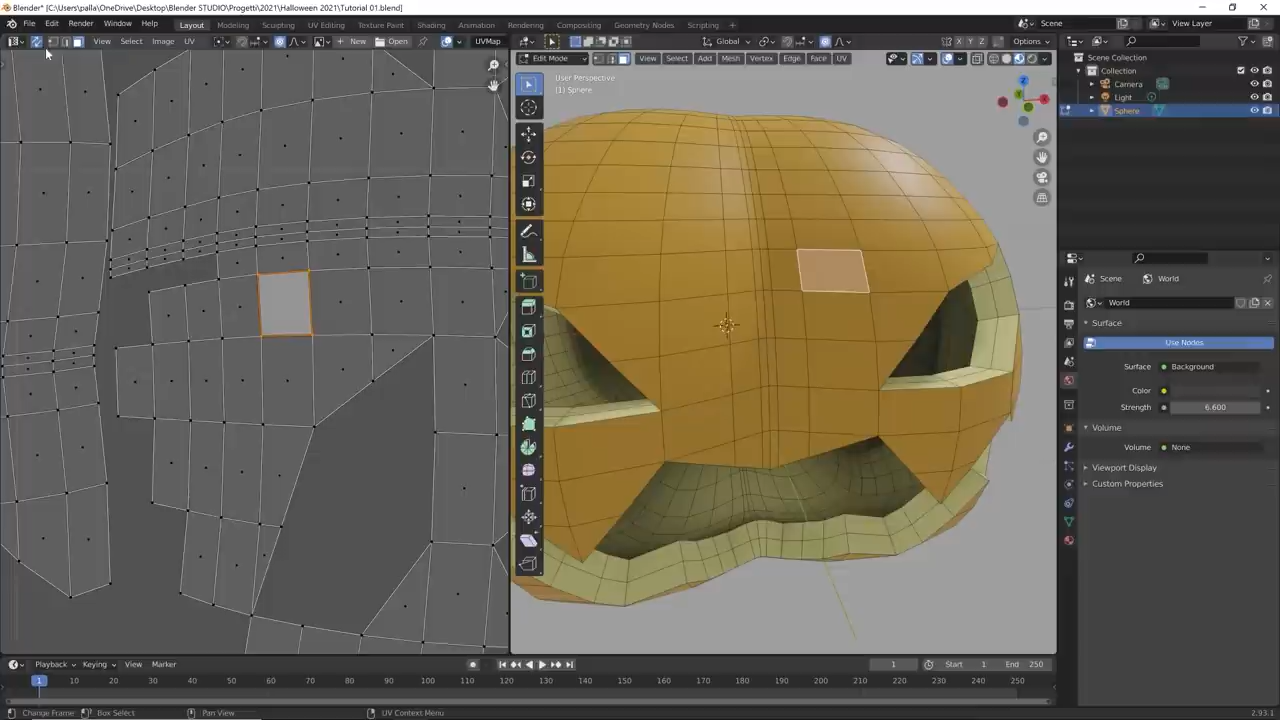 Blender* [C:\Users\palla\OneDrive\Desktop\Blender STUDIO\Progetti\2021\Halloween 2021\Tutorial 01.blend]
File Edit Render Window Help Layout Modeling Sculpting UV Editing Texture Paint Shading Animation Rendering Compositing Geometry Nodes Scripting + Scene View Layer
View Select Image UV New Open UVMap Global X Y Z Options
Edit Mode View Select Add Mesh Vertex Edge Face UV
User Perspective
(1) Sphere
Scene Collection
Collection
Camera
Light
Sphere
Scene World
World
Surface
Use Nodes
Surface Background
Color
Strength 6.600
Volume
Volume None
Viewport Display
Custom Properties
Playback Keying View Marker 1 Start 1 End 250
1 10 20 30 40 50 60 70 80 90 100 110 120 130 140 150 160 170 180 190 200 210 220 230 240 250
Change Frame Box Select Pan View UV Context Menu 2.93.1